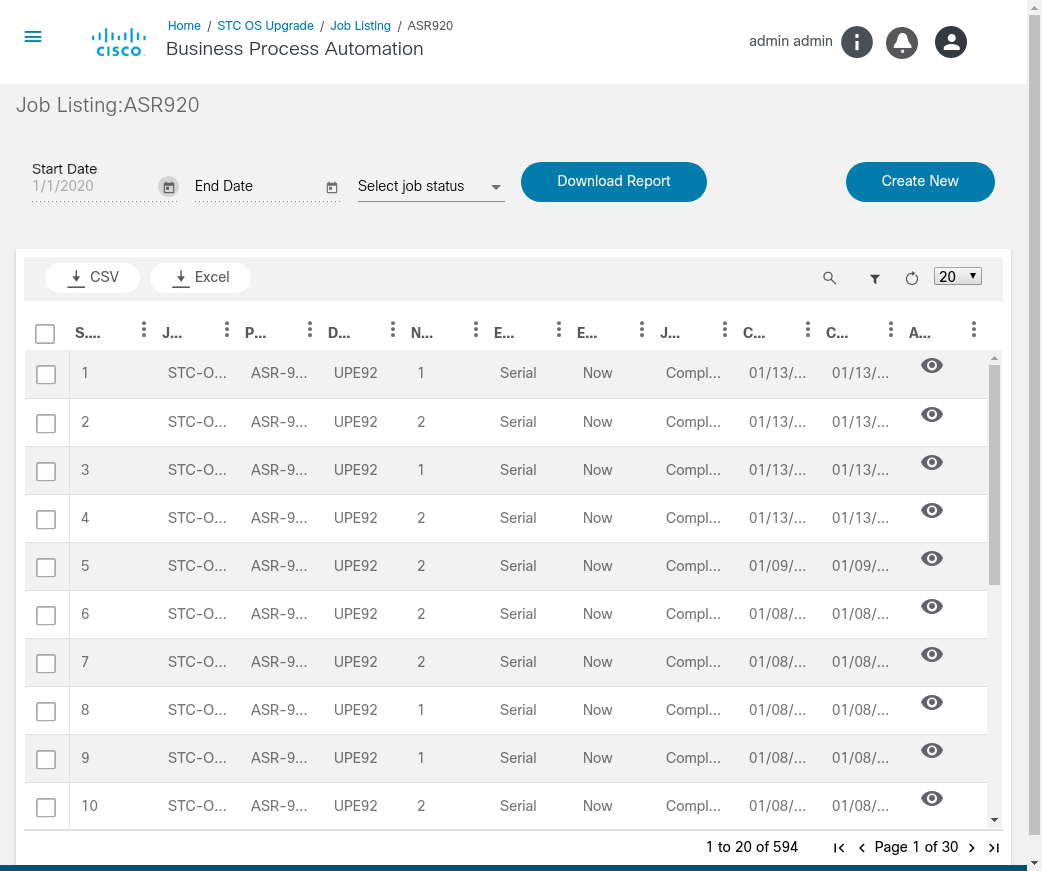 Home / STC OS Upgrade / Job Listing / ASR920
CISCO
Business Process Automation
admin admin
Job Listing:ASR920
Start Date
1/1/2020
End Date
Select job status
Download Report
Create New
CSV
Excel
20
S.... J... P... D... N... E... E... J... C... C... A...
1 STC-O... ASR-9... UPE92 1 Serial Now Compl... 01/13/... 01/13/...
2 STC-O... ASR-9... UPE92 2 Serial Now Compl... 01/13/... 01/13/...
3 STC-O... ASR-9... UPE92 1 Serial Now Compl... 01/13/... 01/13/...
4 STC-O... ASR-9... UPE92 2 Serial Now Compl... 01/13/... 01/13/...
5 STC-O... ASR-9... UPE92 2 Serial Now Compl... 01/09/... 01/09/...
6 STC-O... ASR-9... UPE92 2 Serial Now Compl... 01/08/... 01/08/...
7 STC-O... ASR-9... UPE92 2 Serial Now Compl... 01/08/... 01/08/...
8 STC-O... ASR-9... UPE92 1 Serial Now Compl... 01/08/... 01/08/...
9 STC-O... ASR-9... UPE92 1 Serial Now Compl... 01/08/... 01/08/...
10 STC-O... ASR-9... UPE92 2 Serial Now Compl... 01/08/... 01/08/...
1 to 20 of 594 Page 1 of 30